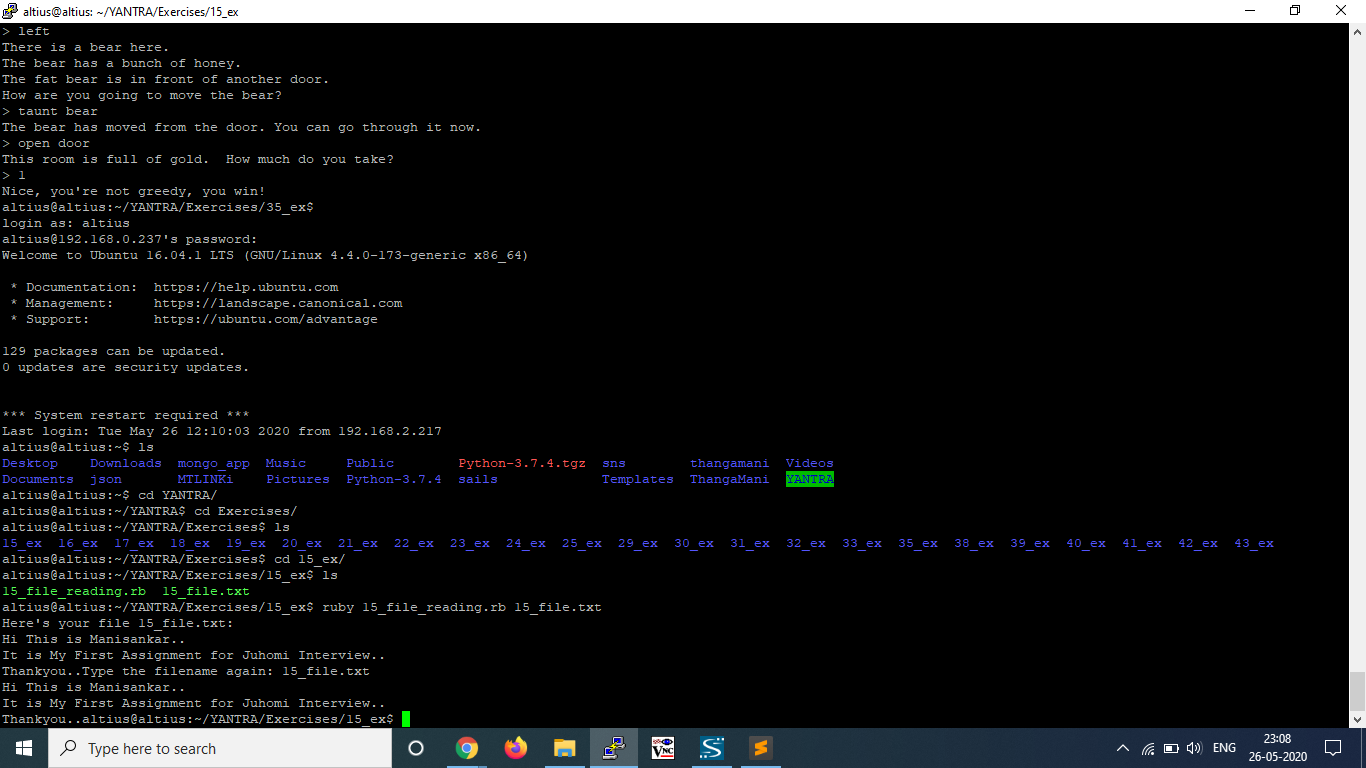 altius@altius: ~/YANTRA/Exercises/15_ex
> left
There is a bear here.
The bear has a bunch of honey.
The fat bear is in front of another door.
How are you going to move the bear?
> taunt bear
The bear has moved from the door. You can go through it now.
> open door
This room is full of gold.  How much do you take?
> 1
Nice, you're not greedy, you win!
altius@altius:~/YANTRA/Exercises/35_ex$
login as: altius
altius@192.168.0.237's password:
Welcome to Ubuntu 16.04.1 LTS (GNU/Linux 4.4.0-173-generic x86_64)
* Documentation:  https://help.ubuntu.com
* Management:     https://landscape.canonical.com
* Support:        https://ubuntu.com/advantage
129 packages can be updated.
0 updates are security updates.
*** System restart required ***
Last login: Tue May 26 12:10:03 2020 from 192.168.2.217
altius@altius:~$ ls
Desktop    Downloads  mongo_app  Music     Public        Python-3.7.4.tgz  sns        thangamani  Videos
Documents  json       MTLINKi    Pictures  Python-3.7.4  sails             Templates  ThangaMani  YANTRA
altius@altius:~$ cd YANTRA/
altius@altius:~/YANTRA$ cd Exercises/
altius@altius:~/YANTRA/Exercises$ ls
15_ex  16_ex  17_ex  18_ex  19_ex  20_ex  21_ex  22_ex  23_ex  24_ex  25_ex  29_ex  30_ex  31_ex  32_ex  33_ex  35_ex  38_ex  39_ex  40_ex  41_ex  42_ex  43_ex
altius@altius:~/YANTRA/Exercises$ cd 15_ex/
altius@altius:~/YANTRA/Exercises/15_ex$ ls
15_file_reading.rb  15_file.txt
altius@altius:~/YANTRA/Exercises/15_ex$ ruby 15_file_reading.rb 15_file.txt
Here's your file 15_file.txt:
Hi This is Manisankar..
It is My First Assignment for Juhomi Interview..
Thankyou..Type the filename again: 15_file.txt
Hi This is Manisankar..
It is My First Assignment for Juhomi Interview..
Thankyou..altius@altius:~/YANTRA/Exercises/15_ex$
Type here to search
VNC
ENG
23:08
26-05-2020